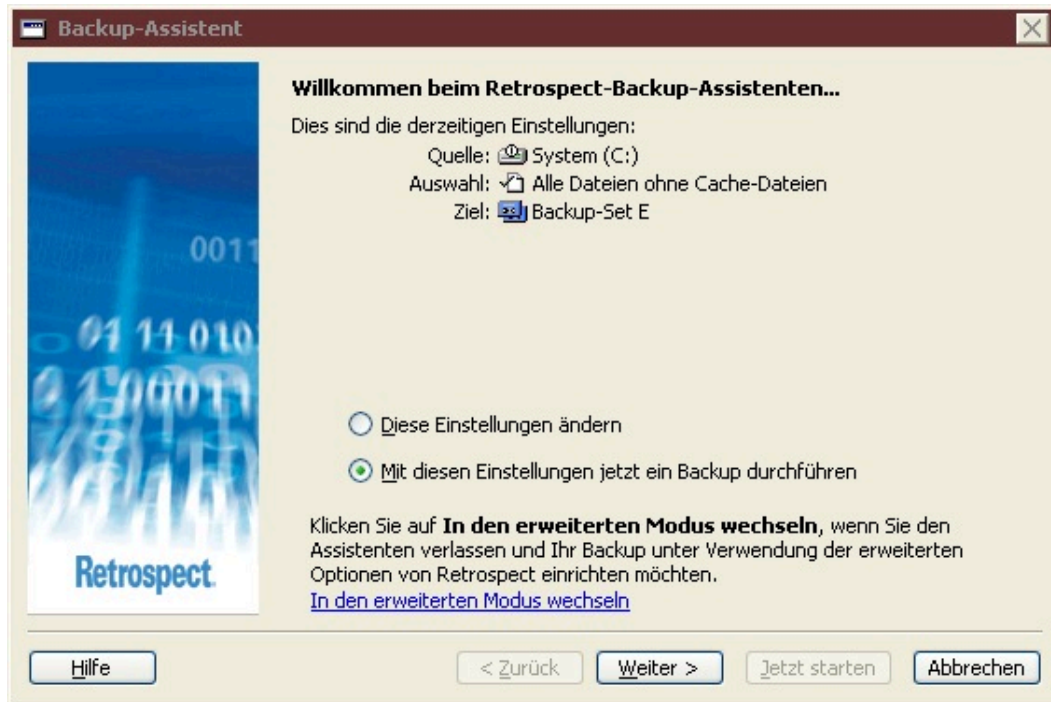 Backup-Assistent
Willkommen beim Retrospect-Backup-Assistenten...
Dies sind die derzeitigen Einstellungen:
Quelle: System (C:)
Auswahl: Alle Dateien ohne Cache-Dateien
Ziel: Backup-Set E
0011
01 11 010
Diese Einstellungen ändern
Mit diesen Einstellungen jetzt ein Backup durchführen
Klicken Sie auf In den erweiterten Modus wechseln, wenn Sie den
Assistenten verlassen und Ihr Backup unter Verwendung der erweiterten
Optionen von Retrospect einrichten möchten.
In den erweiterten Modus wechseln
Retrospect
Hilfe
< Zurück
Weiter >
Jetzt starten
Abbrechen